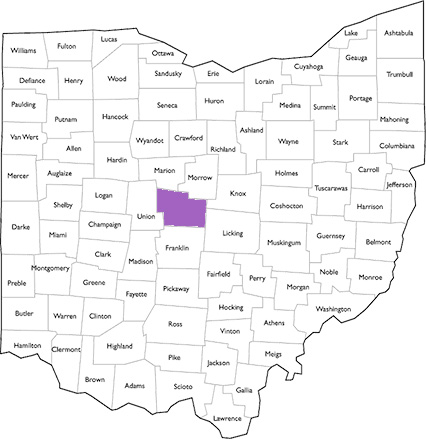 Lake
Ashtabula
Lucas
Williams
Fulton
Ottawa
Geauga
Cuyahoga
Trumbull
Defiance
Henry
Wood
Sandusky
Erie
Lorain
Paulding
Seneca
Huron
Medina
Summit
Portage
Mahoning
Putnam
Hancock
Van Wert
Wyandot
Crawford
Richland
Ashland
Wayne
Stark
Columbiana
Allen
Hardin
Mercer
Auglaize
Marion
Morrow
Holmes
Carroll
Jefferson
Logan
Knox
Tuscarawas
Shelby
Union
Coshocton
Harrison
Darke
Miami
Champaign
Licking
Guernsey
Belmont
Franklin
Muskingum
Clark
Madison
Montgomery
Fairfield
Perry
Noble
Monroe
Preble
Greene
Fayette
Pickaway
Morgan
Hocking
Washington
Butler
Warren
Clinton
Ross
Vinton
Athens
Hamilton
Clermont
Highland
Pike
Jackson
Meigs
Brown
Adams
Scioto
Gallia
Lawrence